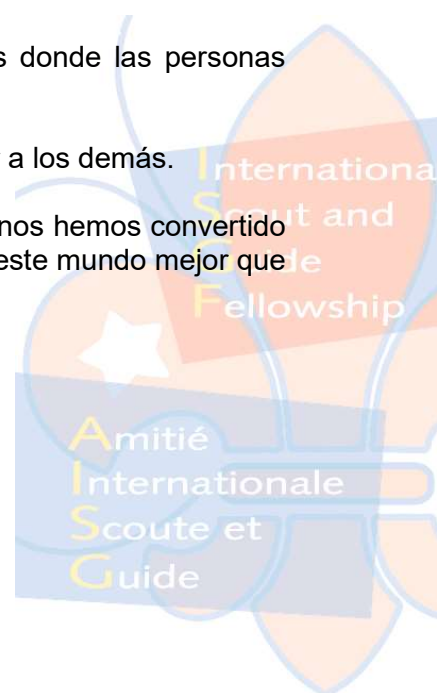 s donde las personas
a los demás.
nos hemos convertido
este mundo mejor que
Internationa
Scout and
Guide
Fellowship
Amitié
Internationale
Scoute et
Guide